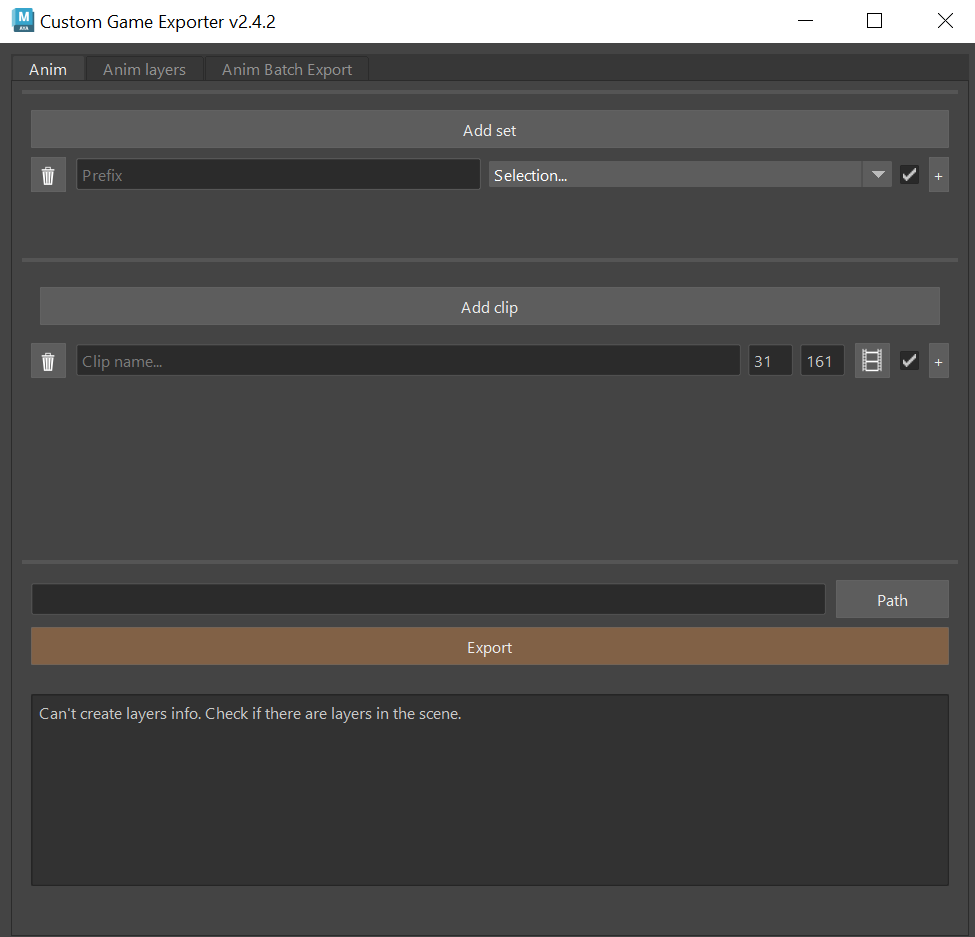 Custom Game Exporter v2.4.2
Anim Anim layers Anim Batch Export
Add set
Prefix Selection... +
Add clip
Clip name... 31 161 +
Path
Export
Can't create layers info. Check if there are layers in the scene.